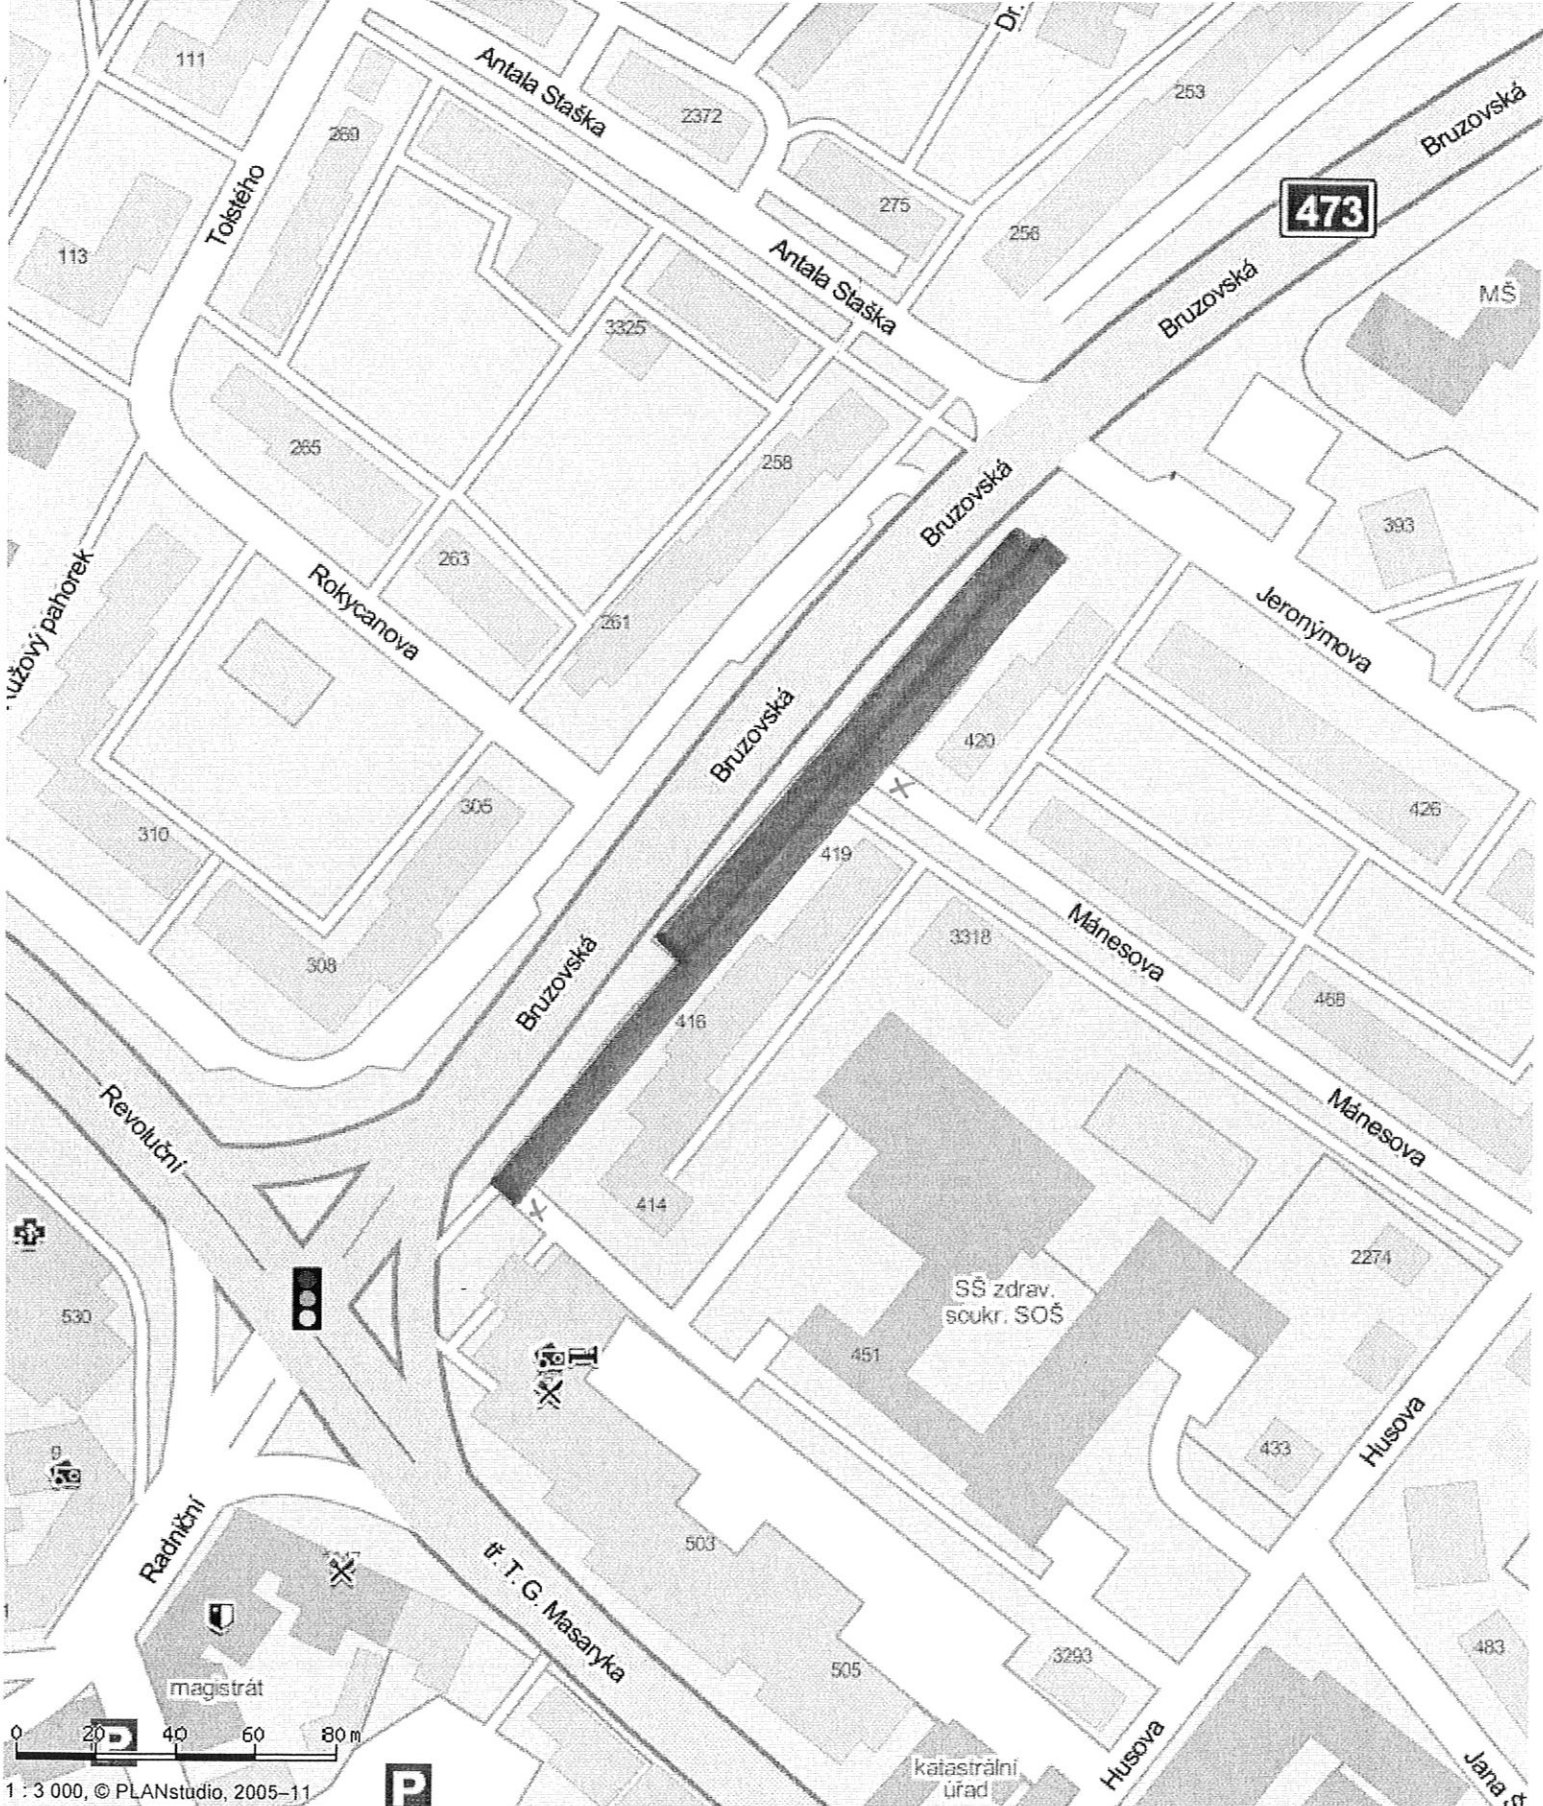 Dr.
111
Antala Staška
253
Bruzovská
2372
269
473
Tolstého
275
256
Antala Staška
113
Bruzovská
MŠ
3325
265
258
Bruzovská
393
263
Rokycanova
261
Jeronýmova
Bruzovská
420
305
426
310
419
Mánesova
3318
308
Bruzovská
468
416
Revoluční
Mánesova
414
2274
SŠ zdrav.
soukr. SOŠ
530
451
Husova
433
9
503
Radniční
tř. T. G. Masaryka
483
3293
505
magistrát
0 20 40 60 80 m
P
P
katastrální
úřad
Husova
1 : 3 000, © PLANstudio, 2005–11